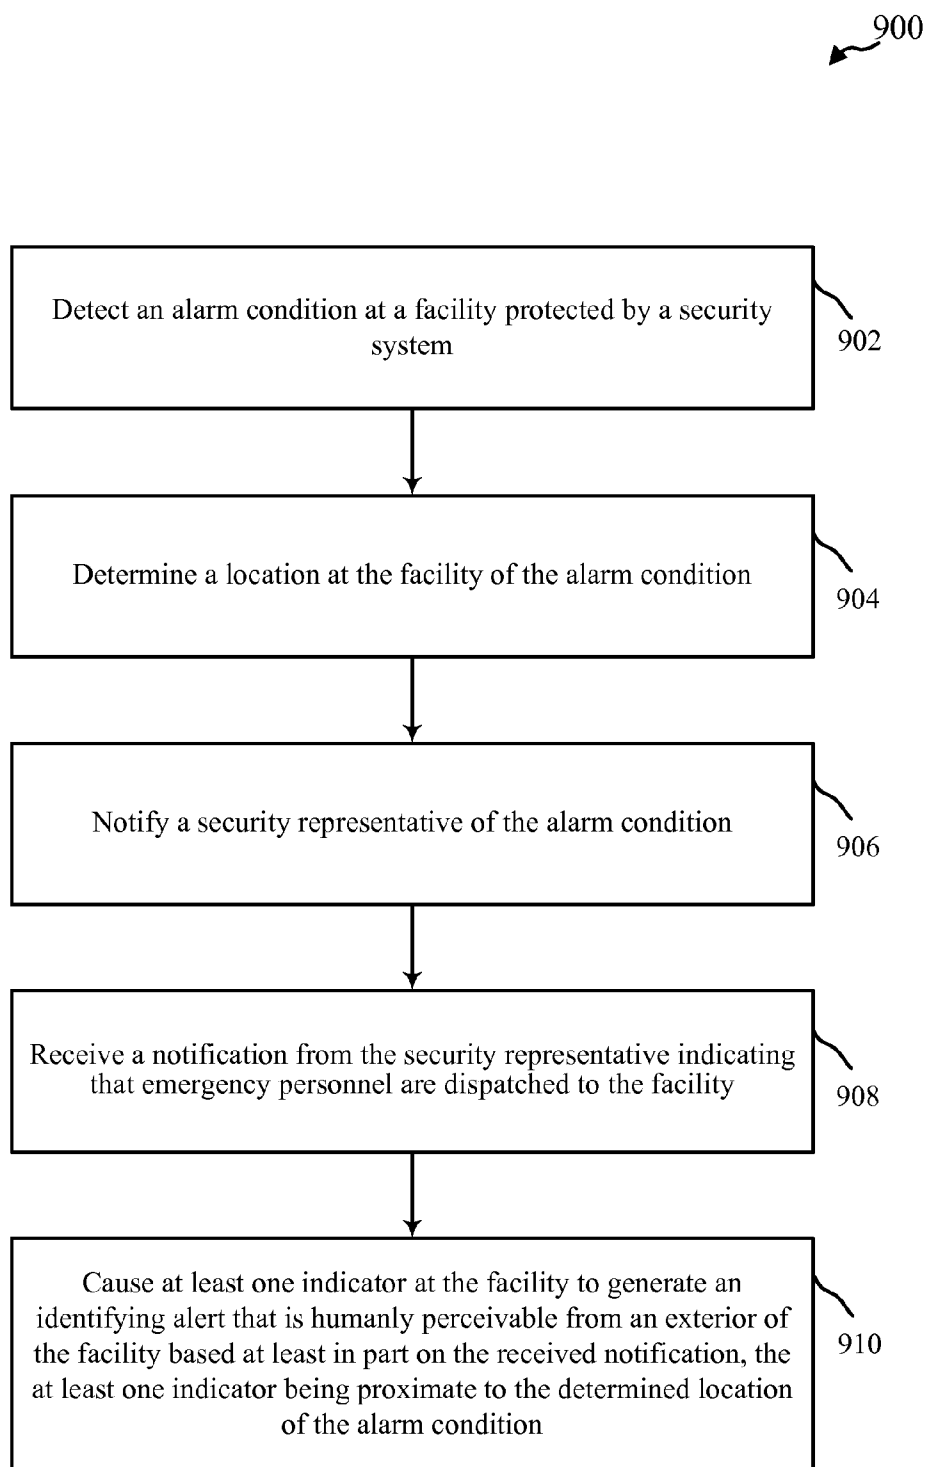 900
Detect an alarm condition at a facility protected by a security
system
902
Determine a location at the facility of the alarm condition
904
Notify a security representative of the alarm condition
906
Receive a notification from the security representative indicating
that emergency personnel are dispatched to the facility
908
Cause at least one indicator at the facility to generate an
identifying alert that is humanly perceivable from an exterior of
the facility based at least in part on the received notification, the
at least one indicator being proximate to the determined location
of the alarm condition
910